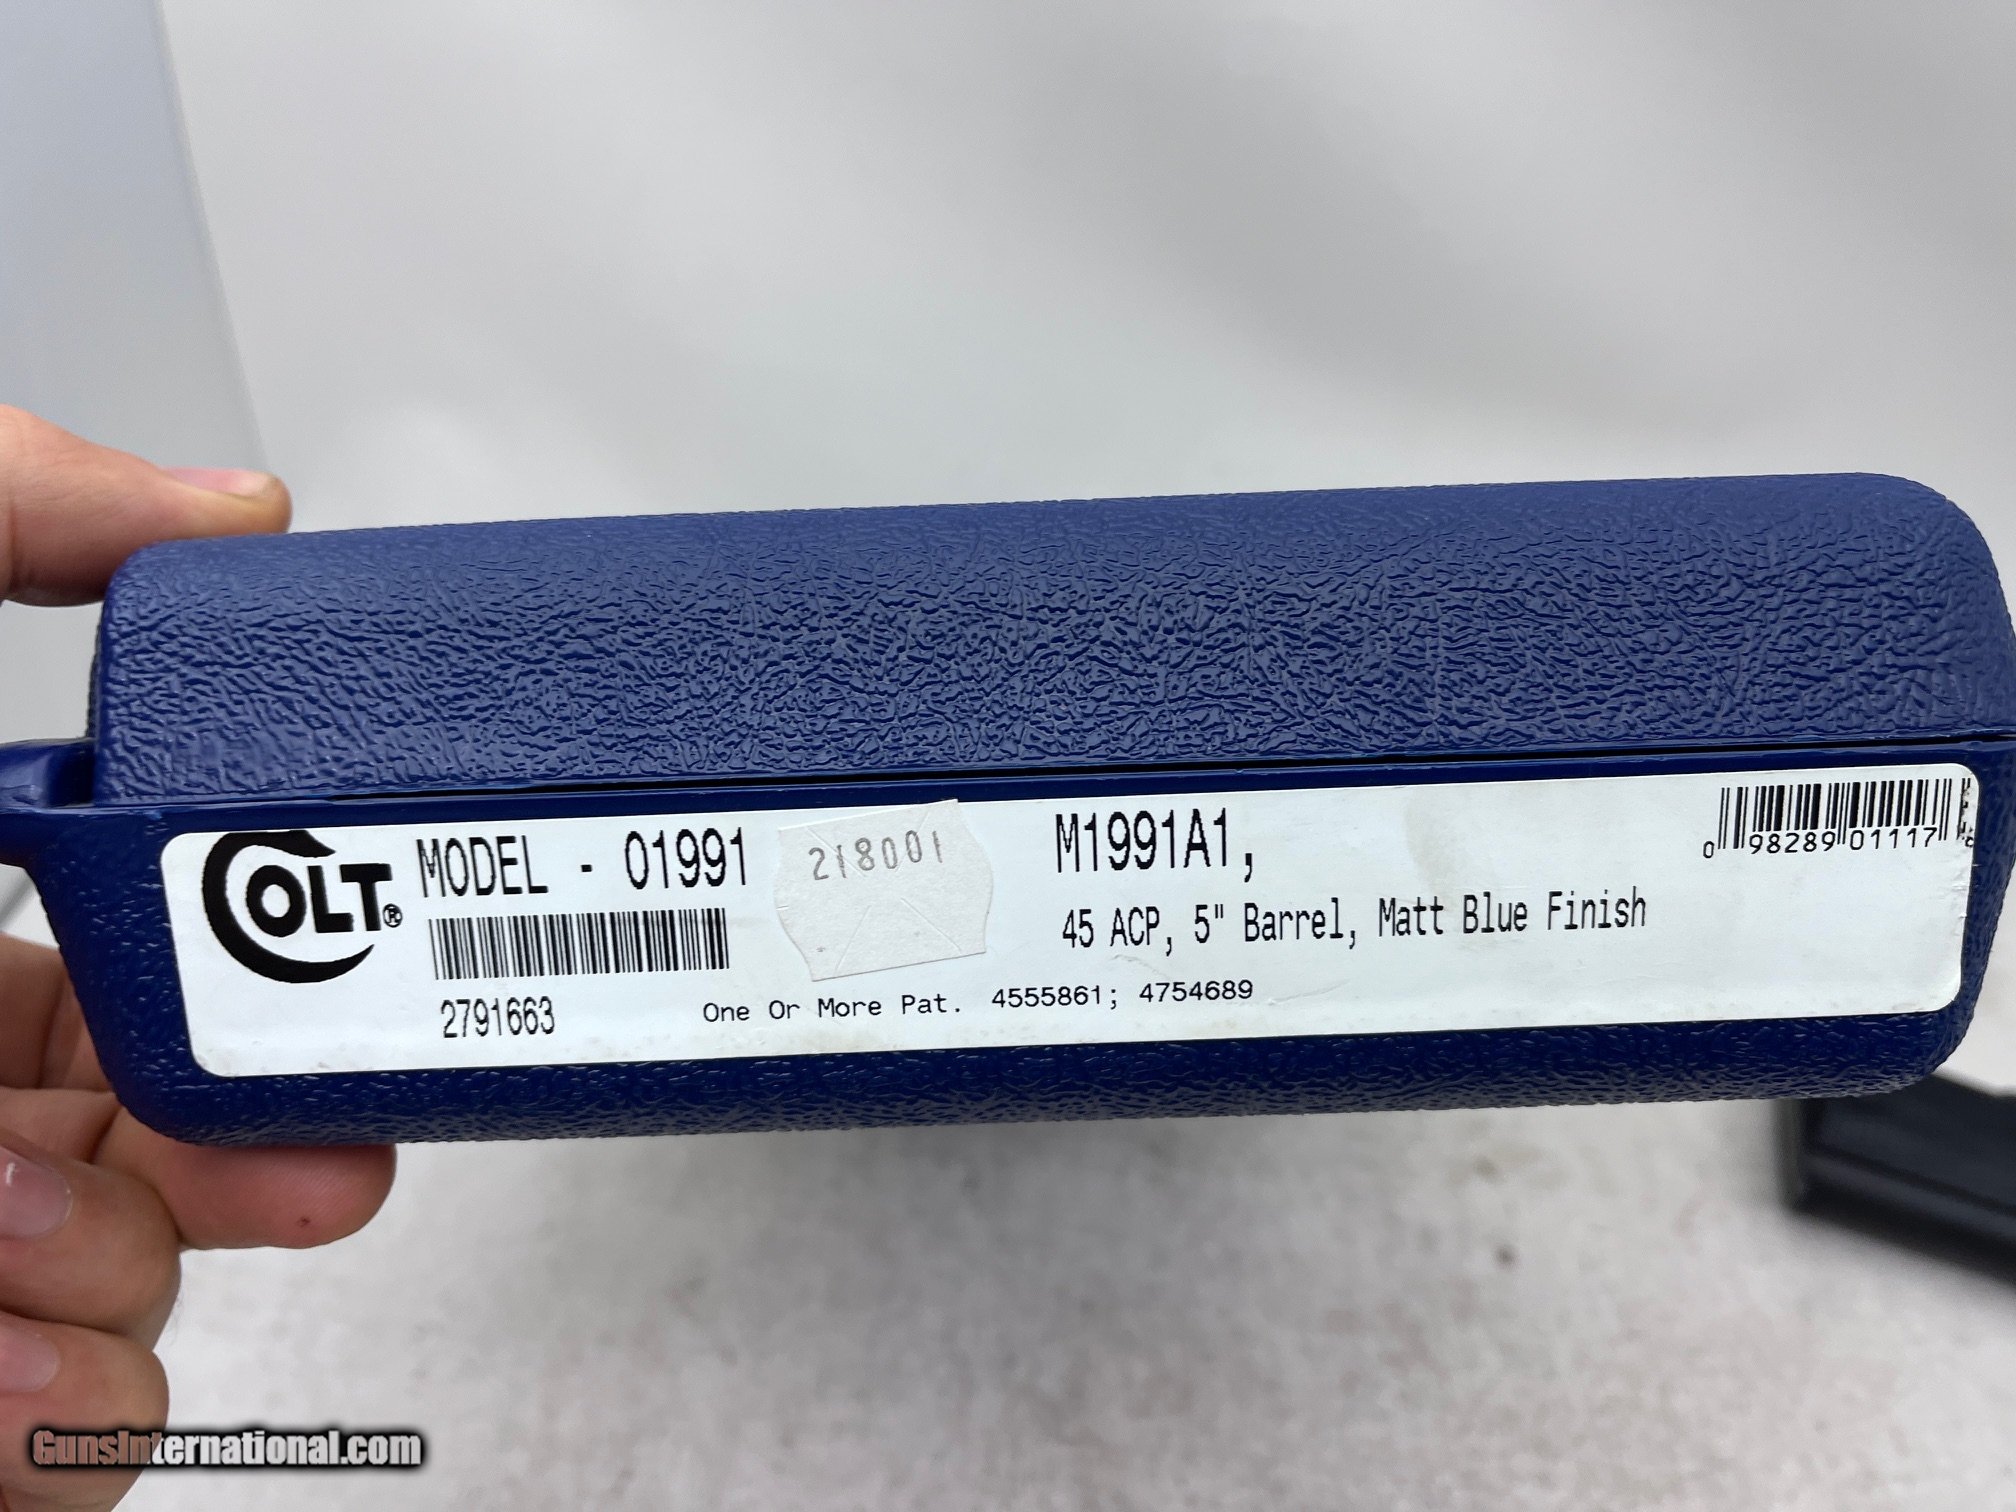 COLT® MODEL - 01991
2791663
218001
M1991A1,
45 ACP, 5" Barrel, Matt Blue Finish
One Or More Pat. 4555861; 4754689
0 98289 01117
GunsInternational.com